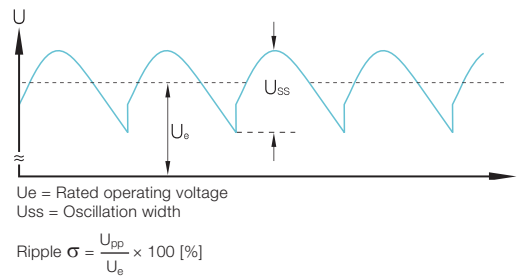 U
Uss
Ue
≈
Ue = Rated operating voltage
Uss = Oscillation width
Ripple σ = Upp / Ue × 100 [%]